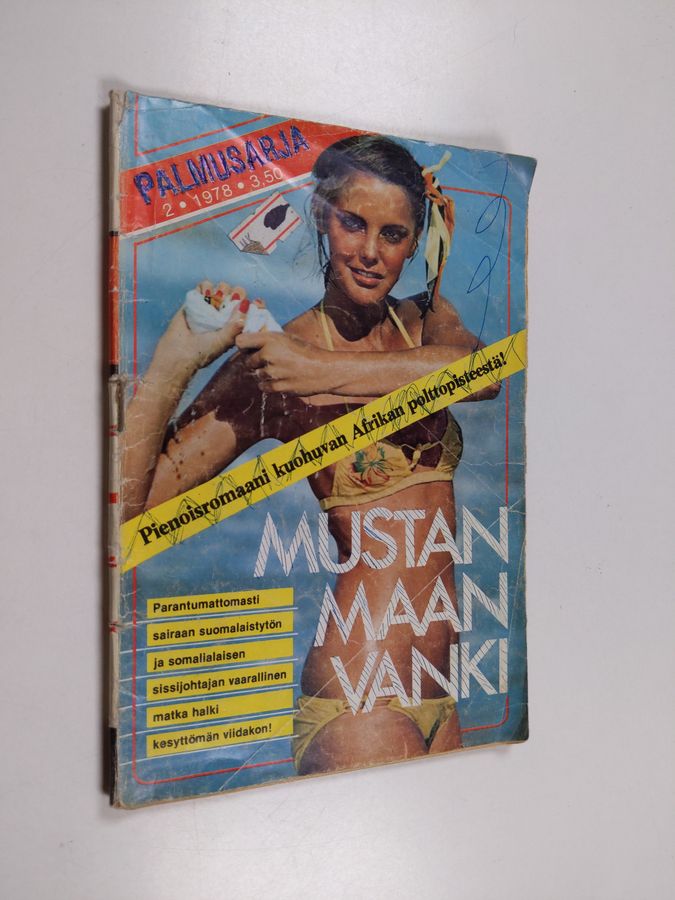 PALMUSARJA
2 • 1978 • 3,50
Pienoisromaani kuohuvan Afrikan polttopisteestä!
MUSTAN
MAAN
VANKI
Parantumattomasti
sairaan suomalaistytön
ja somalialaisen
sissijohtajan vaarallinen
matka halki
kesyttömän viidakon!